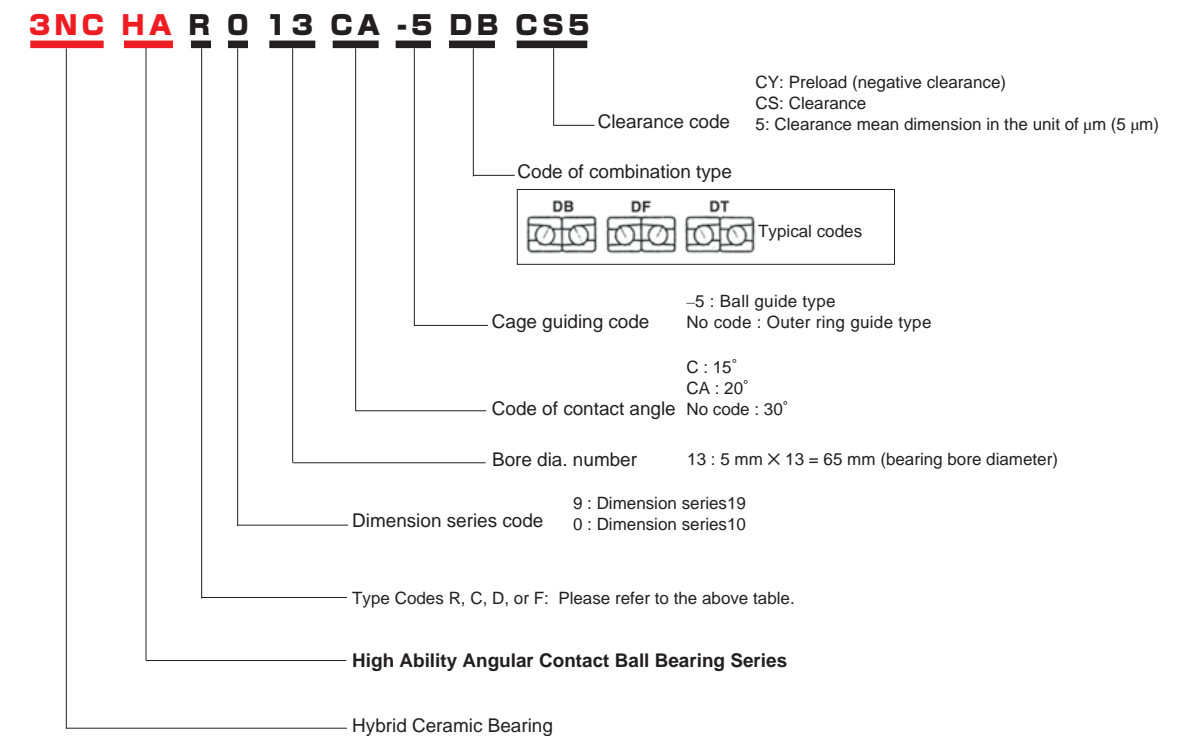 3NC HA R 0 13 CA -5 DB CS5
CY: Preload (negative clearance)
CS: Clearance
Clearance code 5: Clearance mean dimension in the unit of μm (5 μm)
Code of combination type
DB DF DT
Typical codes
–5 : Ball guide type
Cage guiding code No code : Outer ring guide type
C : 15°
CA : 20°
Code of contact angle No code : 30°
Bore dia. number 13 : 5 mm × 13 = 65 mm (bearing bore diameter)
9 : Dimension series19
Dimension series code 0 : Dimension series10
Type Codes R, C, D, or F: Please refer to the above table.
High Ability Angular Contact Ball Bearing Series
Hybrid Ceramic Bearing